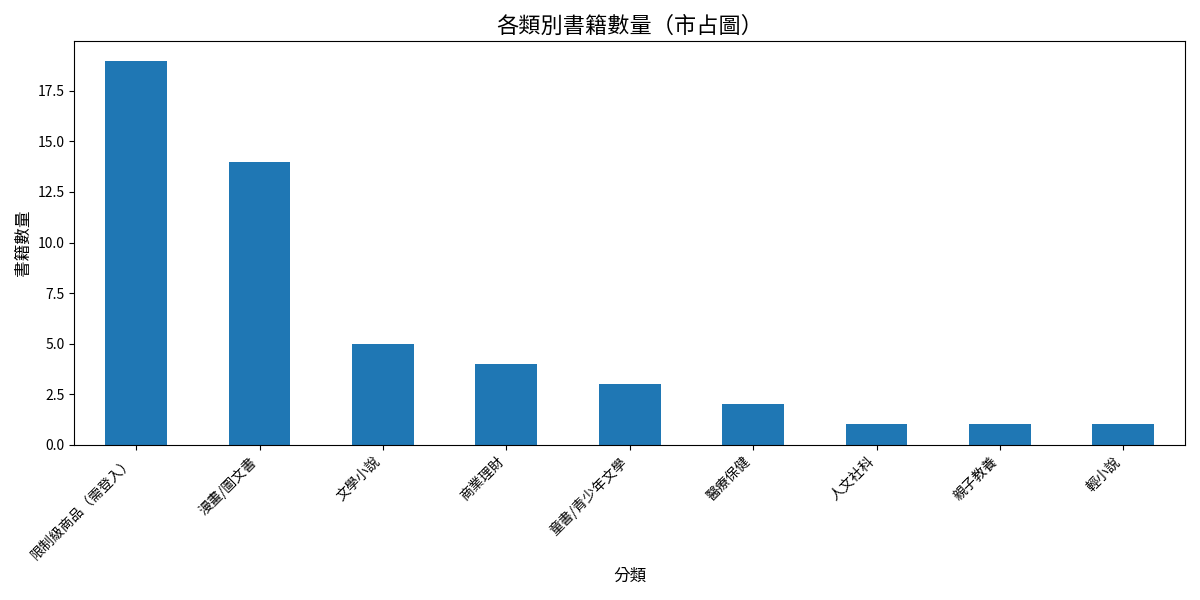 各類別書籍數量（市占圖）
書籍數量
17.5
15.0
12.5
10.0
7.5
5.0
2.5
0.0
限制級商品（需登入）
漫畫/圖文書
文學小說
商業理財
童書/青少年文學
醫療保健
人文社科
親子教養
輕小說
分類